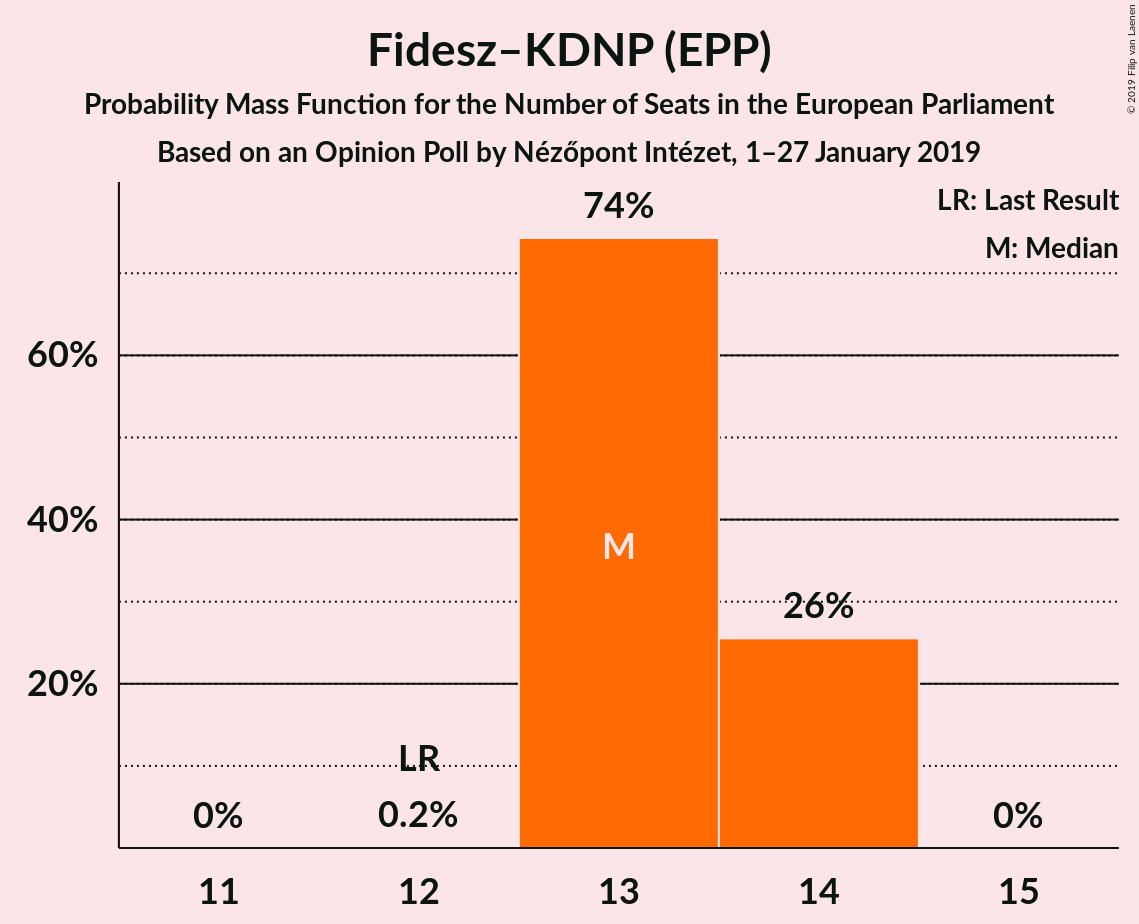 Fidesz–KDNP (EPP)
Probability Mass Function for the Number of Seats in the European Parliament
Based on an Opinion Poll by Nézőpont Intézet, 1–27 January 2019
© 2019 Filip van Laenen
LR: Last Result
M: Median
74%
60%
40%
M
26%
20%
LR
0%
0.2%
0%
11
12
13
14
15